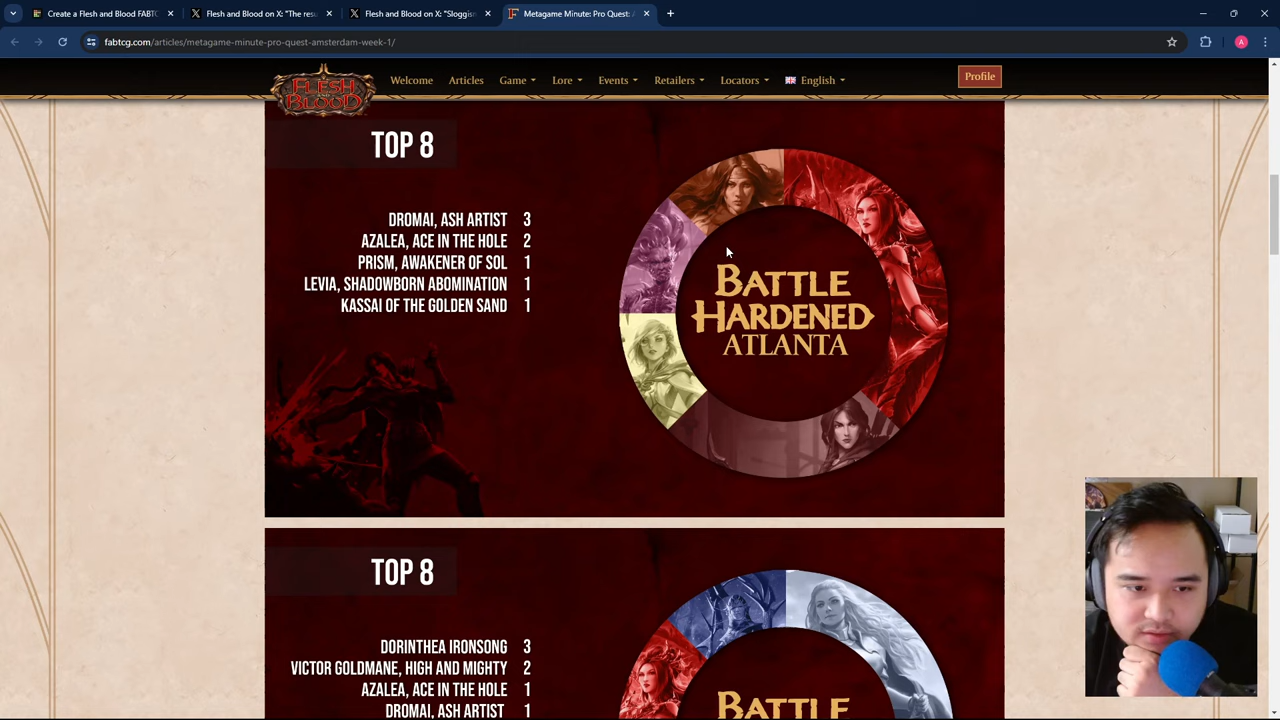 Create a Flesh and Blood FABTC
Flesh and Blood on X: "The resu
Flesh and Blood on X: "Sloggis
Metagame Minute: Pro Quest: A
fabtcg.com/articles/metagame-minute-pro-quest-amsterdam-week-1/
FLESH AND BLOOD
Welcome
Articles
Game
Lore
Events
Retailers
Locators
English
Profile
TOP 8
DROMAI, ASH ARTIST 3
AZALEA, ACE IN THE HOLE 2
PRISM, AWAKENER OF SOL 1
LEVIA, SHADOWBORN ABOMINATION 1
KASSAI OF THE GOLDEN SAND 1
BATTLE
HARDENED
ATLANTA
TOP 8
DORINTHEA IRONSONG 3
VICTOR GOLDMANE, HIGH AND MIGHTY 2
AZALEA, ACE IN THE HOLE 1
DROMAI, ASH ARTIST 1
BATTLE